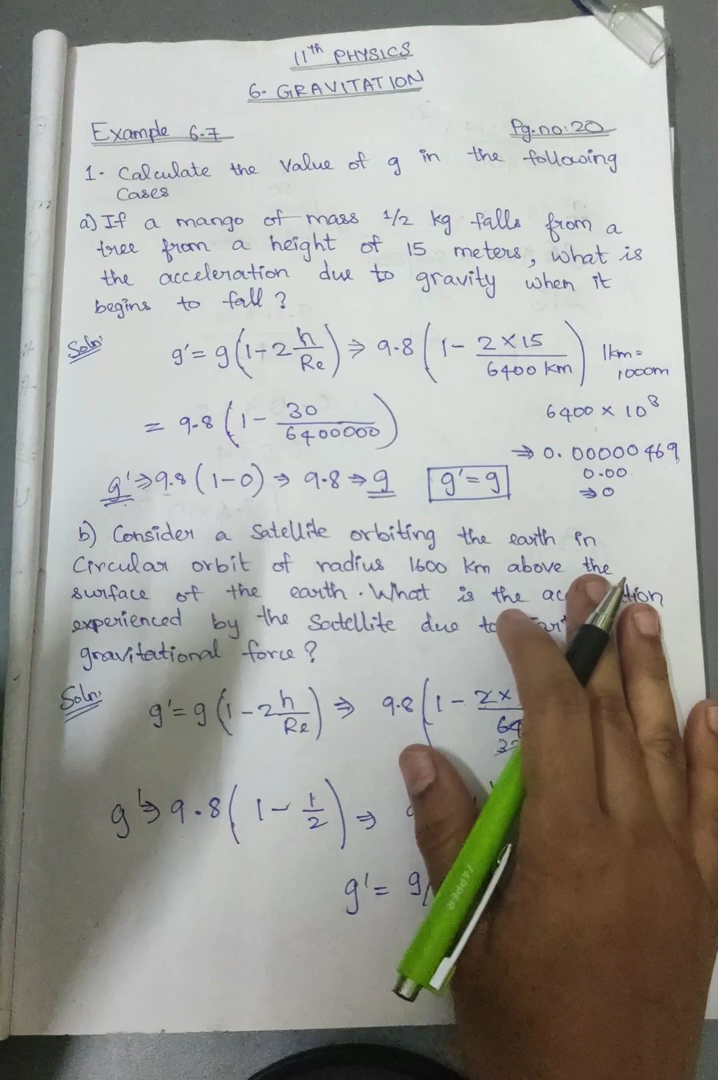 11th PHYSICS
6. GRAVITATION
Example 6.7 Pg.no:20
1. Calculate the Value of g in the following
Cases
a) If a mango of mass 1/2 kg falls from a
tree from a height of 15 meters, what is
the acceleration due to gravity when it
begins to fall?
Soln:
g' = g(1-2 h/Re) ⇒ 9.8 (1 - 2×15/6400 km) 1km =
1000m
= 9.8 (1 - 30/6400000) 6400 × 10³
⇒ 0.00000469
g' ⇒ 9.8 (1-0) ⇒ 9.8 ⇒ g g'=g 0.00
⇒ 0
b) Consider a Satellite orbiting the earth in
Circular orbit of radius 1600 km above the
surface of the earth. What is the
experienced by the Satellite due to
gravitational force?
Soln:
g' = g (1 - 2h/Re) ⇒ 9.8 (1 - 2×
g' ⇒ 9.8 (1 - 1/2) ⇒
g' = g/